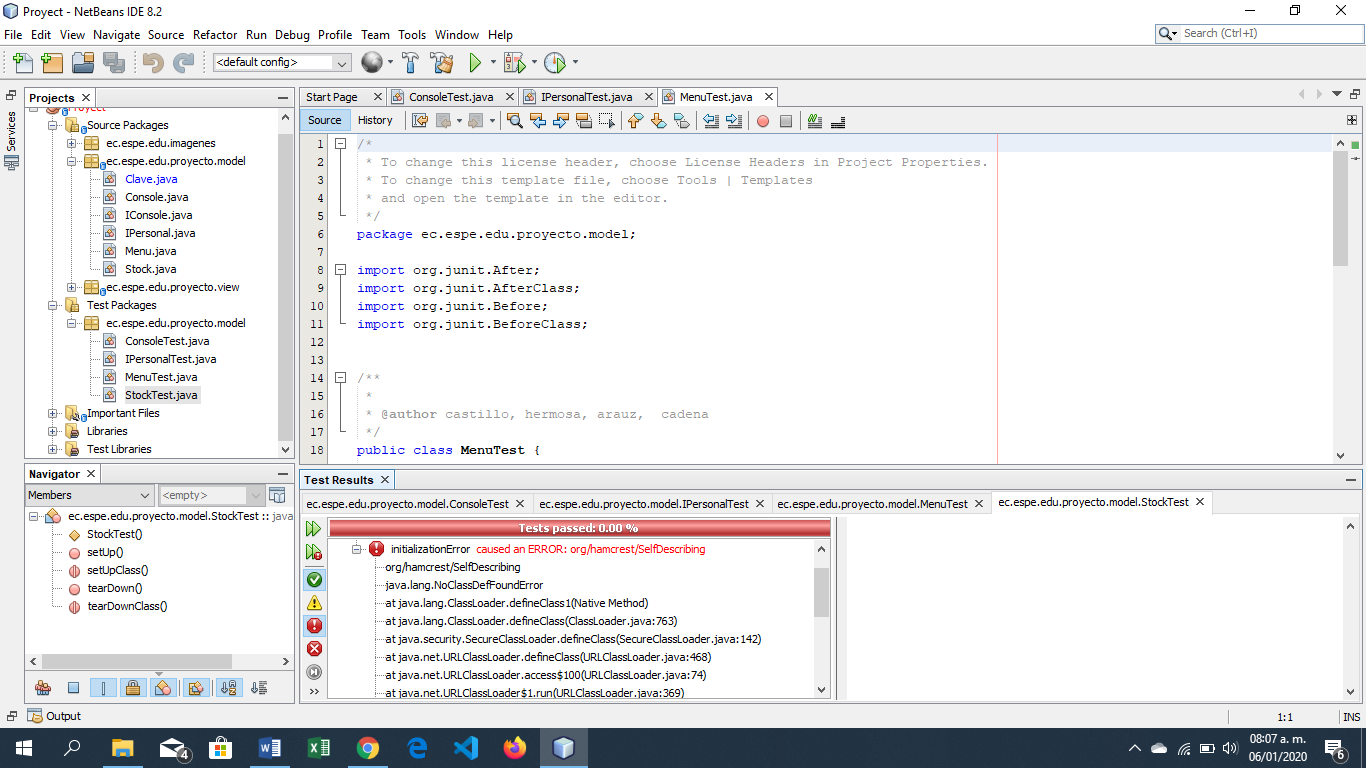 Proyect - NetBeans IDE 8.2
File Edit View Navigate Source Refactor Run Debug Profile Team Tools Window Help
Search (Ctrl+I)
<default config>
Services
Projects
Proyect
Source Packages
ec.espe.edu.imagenes
ec.espe.edu.proyecto.model
Clave.java
Console.java
IConsole.java
IPersonal.java
Menu.java
Stock.java
ec.espe.edu.proyecto.view
Test Packages
ec.espe.edu.proyecto.model
ConsoleTest.java
IPersonalTest.java
MenuTest.java
StockTest.java
Important Files
Libraries
Test Libraries
Start Page ConsoleTest.java IPersonalTest.java MenuTest.java
Source History
1 /*
2 * To change this license header, choose License Headers in Project Properties.
3 * To change this template file, choose Tools | Templates
4 * and open the template in the editor.
5 */
6 package ec.espe.edu.proyecto.model;
7
8 import org.junit.After;
9 import org.junit.AfterClass;
10 import org.junit.Before;
11 import org.junit.BeforeClass;
12
13
14 /**
15 *
16 * @author castillo, hermosa, arauz, cadena
17 */
18 public class MenuTest {
Navigator
Members <empty>
ec.espe.edu.proyecto.model.StockTest :: java
StockTest()
setUp()
setUpClass()
tearDown()
tearDownClass()
Test Results
ec.espe.edu.proyecto.model.ConsoleTest ec.espe.edu.proyecto.model.IPersonalTest ec.espe.edu.proyecto.model.MenuTest ec.espe.edu.proyecto.model.StockTest
Tests passed: 0.00 %
initializationError caused an ERROR: org/hamcrest/SelfDescribing
org/hamcrest/SelfDescribing
java.lang.NoClassDefFoundError
at java.lang.ClassLoader.defineClass1(Native Method)
at java.lang.ClassLoader.defineClass(ClassLoader.java:763)
at java.security.SecureClassLoader.defineClass(SecureClassLoader.java:142)
at java.net.URLClassLoader.defineClass(URLClassLoader.java:468)
at java.net.URLClassLoader.access$100(URLClassLoader.java:74)
at java.net.URLClassLoader$1.run(URLClassLoader.java:369)
Output
1:1 INS
4
08:07 a. m.
06/01/2020
6